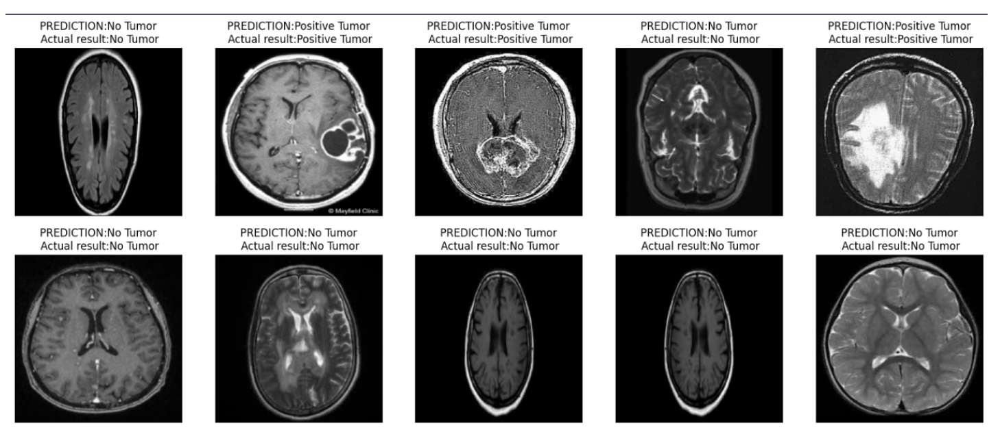 PREDICTION:No Tumor
Actual result:No Tumor
PREDICTION:Positive Tumor
Actual result:Positive Tumor
PREDICTION:Positive Tumor
Actual result:Positive Tumor
PREDICTION:No Tumor
Actual result:No Tumor
PREDICTION:Positive Tumor
Actual result:Positive Tumor
© Mayfield Clinic
PREDICTION:No Tumor
Actual result:No Tumor
PREDICTION:No Tumor
Actual result:No Tumor
PREDICTION:No Tumor
Actual result:No Tumor
PREDICTION:No Tumor
Actual result:No Tumor
PREDICTION:No Tumor
Actual result:No Tumor